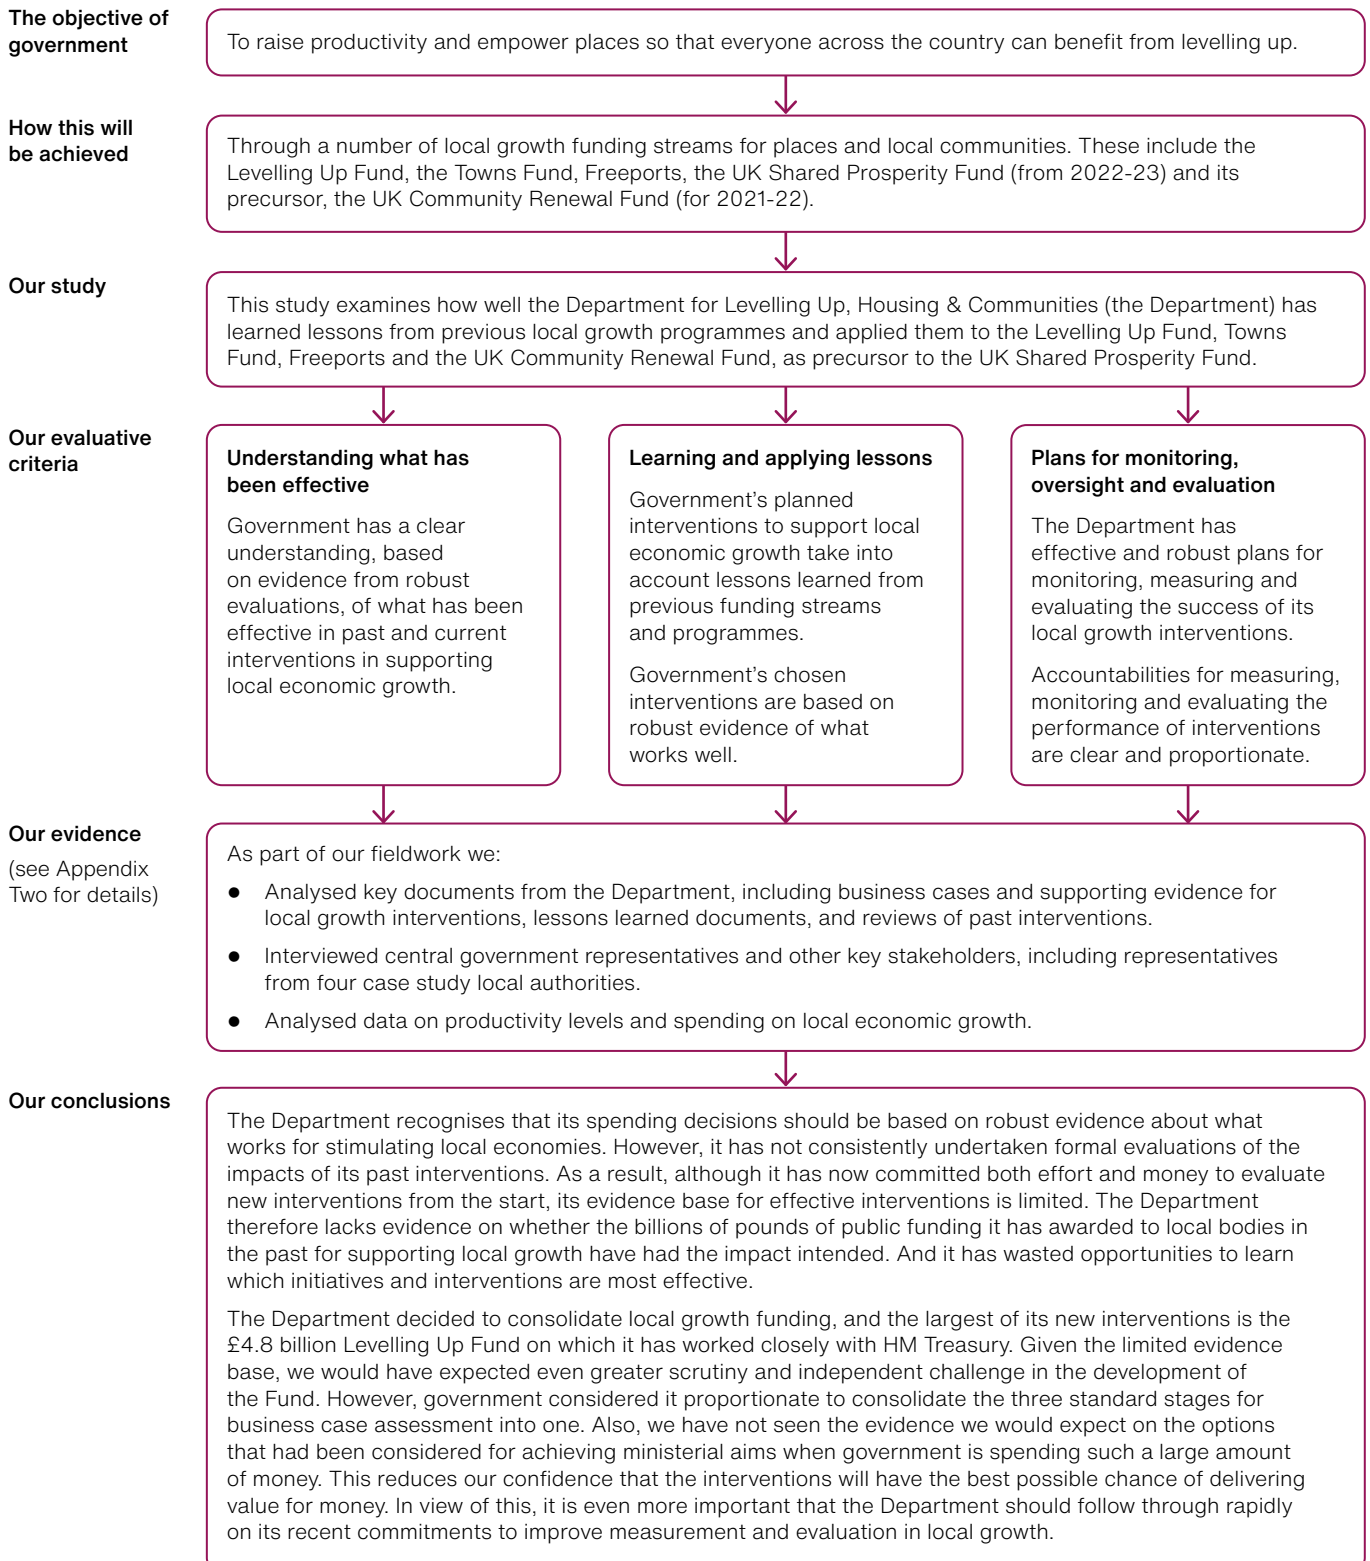 The objective of
government
To raise productivity and empower places so that everyone across the country can benefit from levelling up.
How this will
be achieved
Through a number of local growth funding streams for places and local communities. These include the
Levelling Up Fund, the Towns Fund, Freeports, the UK Shared Prosperity Fund (from 2022-23) and its
precursor, the UK Community Renewal Fund (for 2021-22).
Our study
This study examines how well the Department for Levelling Up, Housing & Communities (the Department) has
learned lessons from previous local growth programmes and applied them to the Levelling Up Fund, Towns
Fund, Freeports and the UK Community Renewal Fund, as precursor to the UK Shared Prosperity Fund.
Our evaluative
criteria
Understanding what has
been effective
Government has a clear
understanding, based
on evidence from robust
evaluations, of what has been
effective in past and current
interventions in supporting
local economic growth.
Learning and applying lessons
Government's planned
interventions to support local
economic growth take into
account lessons learned from
previous funding streams
and programmes.
Government's chosen
interventions are based on
robust evidence of what
works well.
Plans for monitoring,
oversight and evaluation
The Department has
effective and robust plans for
monitoring, measuring and
evaluating the success of its
local growth interventions.
Accountabilities for measuring,
monitoring and evaluating the
performance of interventions
are clear and proportionate.
Our evidence
(see Appendix
Two for details)
As part of our fieldwork we:
● Analysed key documents from the Department, including business cases and supporting evidence for
local growth interventions, lessons learned documents, and reviews of past interventions.
● Interviewed central government representatives and other key stakeholders, including representatives
from four case study local authorities.
● Analysed data on productivity levels and spending on local economic growth.
Our conclusions
The Department recognises that its spending decisions should be based on robust evidence about what
works for stimulating local economies. However, it has not consistently undertaken formal evaluations of the
impacts of its past interventions. As a result, although it has now committed both effort and money to evaluate
new interventions from the start, its evidence base for effective interventions is limited. The Department
therefore lacks evidence on whether the billions of pounds of public funding it has awarded to local bodies in
the past for supporting local growth have had the impact intended. And it has wasted opportunities to learn
which initiatives and interventions are most effective.
The Department decided to consolidate local growth funding, and the largest of its new interventions is the
£4.8 billion Levelling Up Fund on which it has worked closely with HM Treasury. Given the limited evidence
base, we would have expected even greater scrutiny and independent challenge in the development of
the Fund. However, government considered it proportionate to consolidate the three standard stages for
business case assessment into one. Also, we have not seen the evidence we would expect on the options
that had been considered for achieving ministerial aims when government is spending such a large amount
of money. This reduces our confidence that the interventions will have the best possible chance of delivering
value for money. In view of this, it is even more important that the Department should follow through rapidly
on its recent commitments to improve measurement and evaluation in local growth.